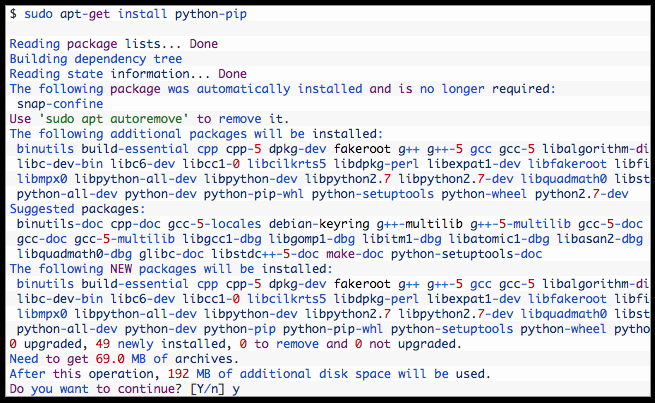 $ sudo apt-get install python-pip
Reading package lists... Done
Building dependency tree
Reading state information... Done
The following package was automatically installed and is no longer required:
snap-confine
Use 'sudo apt autoremove' to remove it.
The following additional packages will be installed:
binutils build-essential cpp cpp-5 dpkg-dev fakeroot g++ g++-5 gcc gcc-5 libalgorithm-di
libc-dev-bin libc6-dev libcc1-0 libcilkrts5 libdpkg-perl libexpat1-dev libfakeroot libfi
libmpx0 libpython-all-dev libpython-dev libpython2.7 libpython2.7-dev libquadmath0 libst
python-all-dev python-dev python-pip-whl python-setuptools python-wheel python2.7-dev
Suggested packages:
binutils-doc cpp-doc gcc-5-locales debian-keyring g++-multilib g++-5-multilib gcc-5-doc
gcc-doc gcc-5-multilib libgcc1-dbg libgomp1-dbg libitm1-dbg libatomic1-dbg libasan2-dbg
libquadmath0-dbg glibc-doc libstdc++-5-doc make-doc python-setuptools-doc
The following NEW packages will be installed:
binutils build-essential cpp cpp-5 dpkg-dev fakeroot g++ g++-5 gcc gcc-5 libalgorithm-di
libc-dev-bin libc6-dev libcc1-0 libcilkrts5 libdpkg-perl libexpat1-dev libfakeroot libfi
libmpx0 libpython-all-dev libpython-dev libpython2.7 libpython2.7-dev libquadmath0 libst
python-all-dev python-dev python-pip python-pip-whl python-setuptools python-wheel pytho
0 upgraded, 49 newly installed, 0 to remove and 0 not upgraded.
Need to get 69.0 MB of archives.
After this operation, 192 MB of additional disk space will be used.
Do you want to continue? [Y/n] y